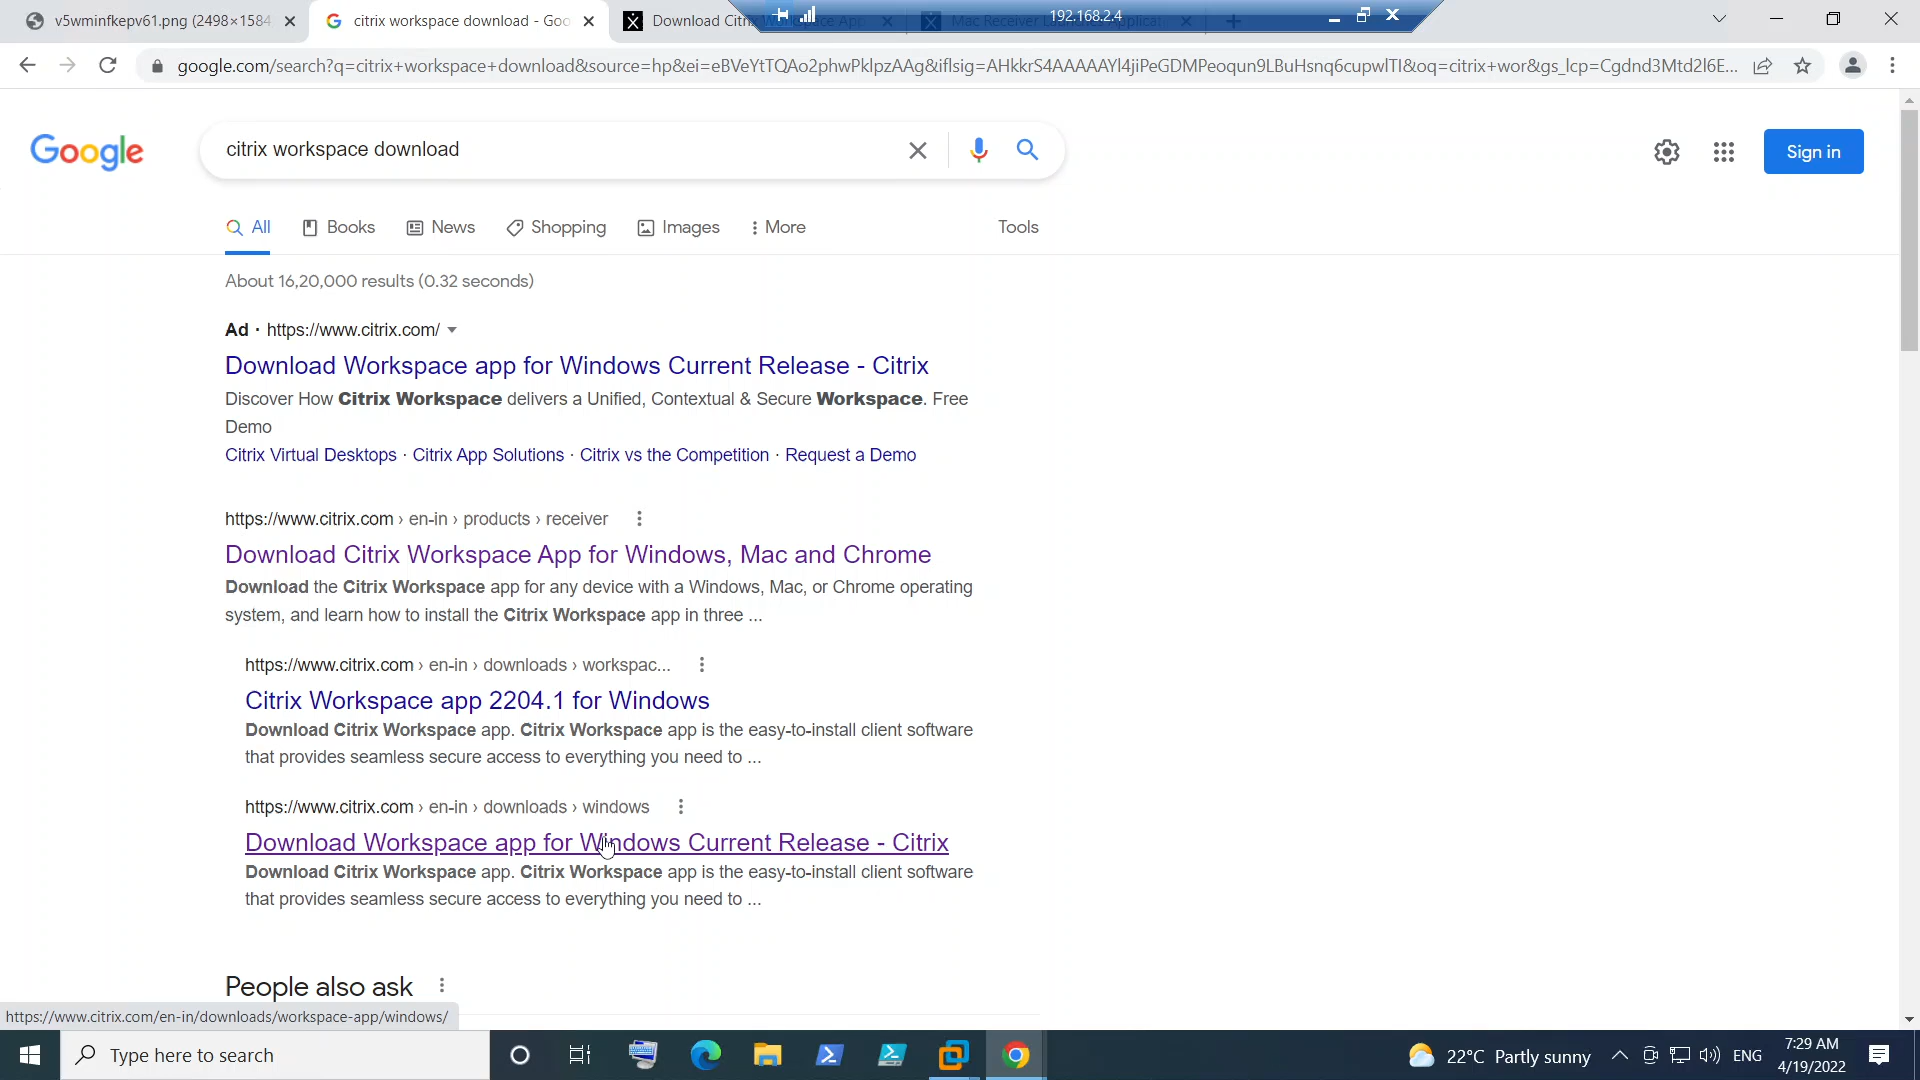 v5wminfkepv61.png (2498×1584
citrix workspace download - Goo
Download Citrix Workspace App
Mac Receiver
192.168.2.4
google.com/search?q=citrix+workspace+download&source=hp&ei=eBVeYtTQAo2phwPklpzAAg&iflsig=AHkkrS4AAAAAYl4jiPeGDMPeoqun9LBuHsnq6cupwlTI&oq=citrix+wor&gs_lcp=Cgdnd3Mtd2l6E...
Google
citrix workspace download
Sign in
All
Books
News
Shopping
Images
More
Tools
About 16,20,000 results (0.32 seconds)
Ad · https://www.citrix.com/
Download Workspace app for Windows Current Release - Citrix
Discover How Citrix Workspace delivers a Unified, Contextual & Secure Workspace. Free
Demo
Citrix Virtual Desktops · Citrix App Solutions · Citrix vs the Competition · Request a Demo
https://www.citrix.com › en-in › products › receiver
Download Citrix Workspace App for Windows, Mac and Chrome
Download the Citrix Workspace app for any device with a Windows, Mac, or Chrome operating
system, and learn how to install the Citrix Workspace app in three ...
https://www.citrix.com › en-in › downloads › workspac...
Citrix Workspace app 2204.1 for Windows
Download Citrix Workspace app. Citrix Workspace app is the easy-to-install client software
that provides seamless secure access to everything you need to ...
https://www.citrix.com › en-in › downloads › windows
Download Workspace app for Windows Current Release - Citrix
Download Citrix Workspace app. Citrix Workspace app is the easy-to-install client software
that provides seamless secure access to everything you need to ...
People also ask
https://www.citrix.com/en-in/downloads/workspace-app/windows/
Type here to search
22°C Partly sunny
ENG
7:29 AM
4/19/2022